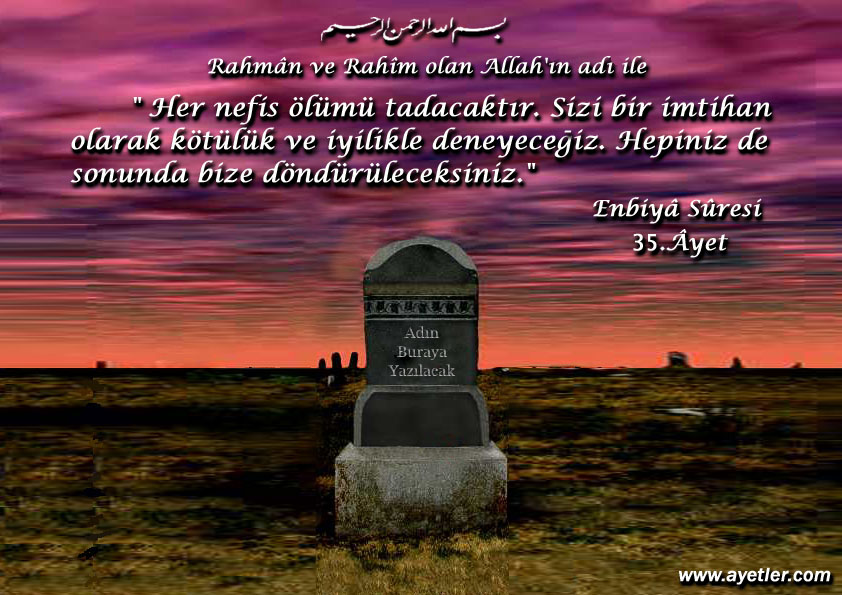 بسم الله الرحمن الرحيم
Rahmân ve Rahîm olan Allah'ın adı ile
" Her nefis ölümü tadacaktır. Sizi bir imtihan
olarak kötülük ve iyilikle deneyeceğiz. Hepiniz de
sonunda bize döndürüleceksiniz."
Enbiyâ Sûresi
35.Âyet
Adın
Buraya
Yazılacak
www.ayetler.com